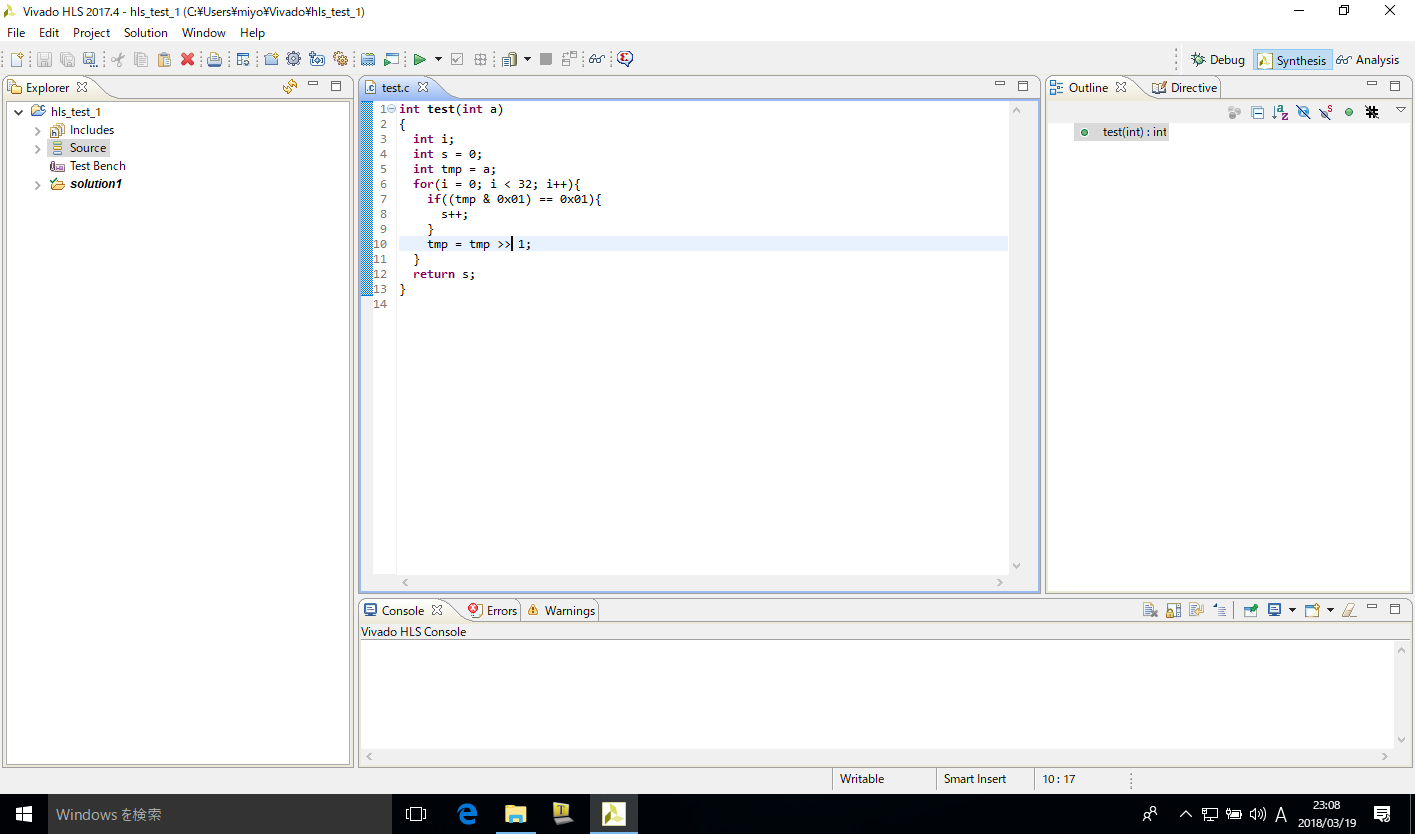 Vivado HLS 2017.4 - hls_test_1 (C:¥Users¥miyo¥Vivado¥hls_test_1)
File Edit Project Solution Window Help
Debug Synthesis Analysis
Explorer
hls_test_1
Includes
Source
Test Bench
solution1
test.c
1 int test(int a)
2 {
3   int i;
4   int s = 0;
5   int tmp = a;
6   for(i = 0; i < 32; i++){
7     if((tmp & 0x01) == 0x01){
8       s++;
9     }
10     tmp = tmp >> 1;
11   }
12   return s;
13 }
14
Outline Directive
test(int) : int
Console Errors Warnings
Vivado HLS Console
Writable Smart Insert 10 : 17
Windows を検索
A
23:08
2018/03/19